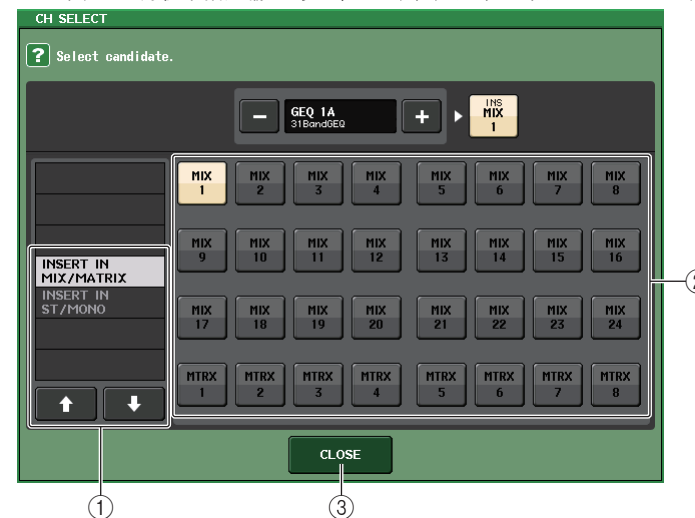 CH SELECT
? Select candidate.
− GEQ 1A 31BandGEQ + INS MIX 1
MIX 1 MIX 2 MIX 3 MIX 4 MIX 5 MIX 6 MIX 7 MIX 8
MIX 9 MIX 10 MIX 11 MIX 12 MIX 13 MIX 14 MIX 15 MIX 16
INSERT IN
MIX/MATRIX
INSERT IN
ST/MONO
MIX 17 MIX 18 MIX 19 MIX 20 MIX 21 MIX 22 MIX 23 MIX 24
MTRX 1 MTRX 2 MTRX 3 MTRX 4 MTRX 5 MTRX 6 MTRX 7 MTRX 8
CLOSE
① ③